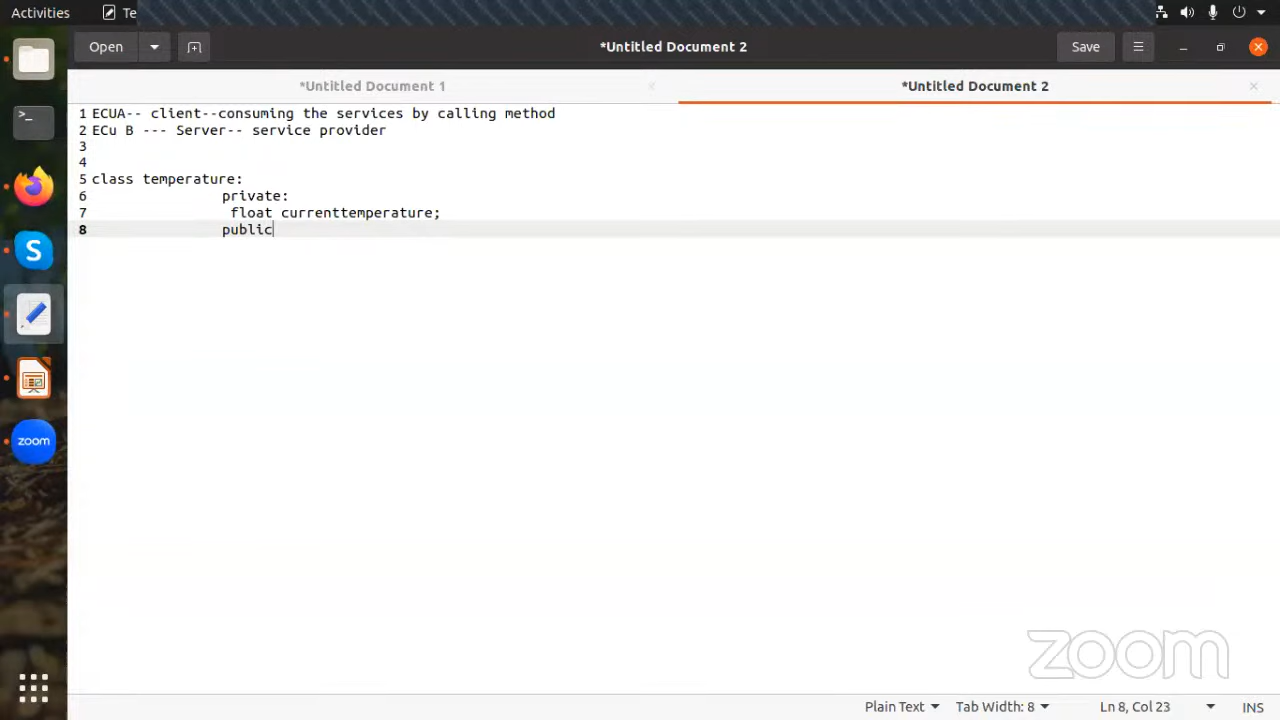 Activities
Te
Open
*Untitled Document 2
Save
*Untitled Document 1
*Untitled Document 2
1 ECUA-- client--consuming the services by calling method
2 ECu B --- Server-- service provider
3
4
5 class temperature:
6 private:
7 float currenttemperature;
8 public
zoom
zoom
Plain Text
Tab Width: 8
Ln 8, Col 23
INS